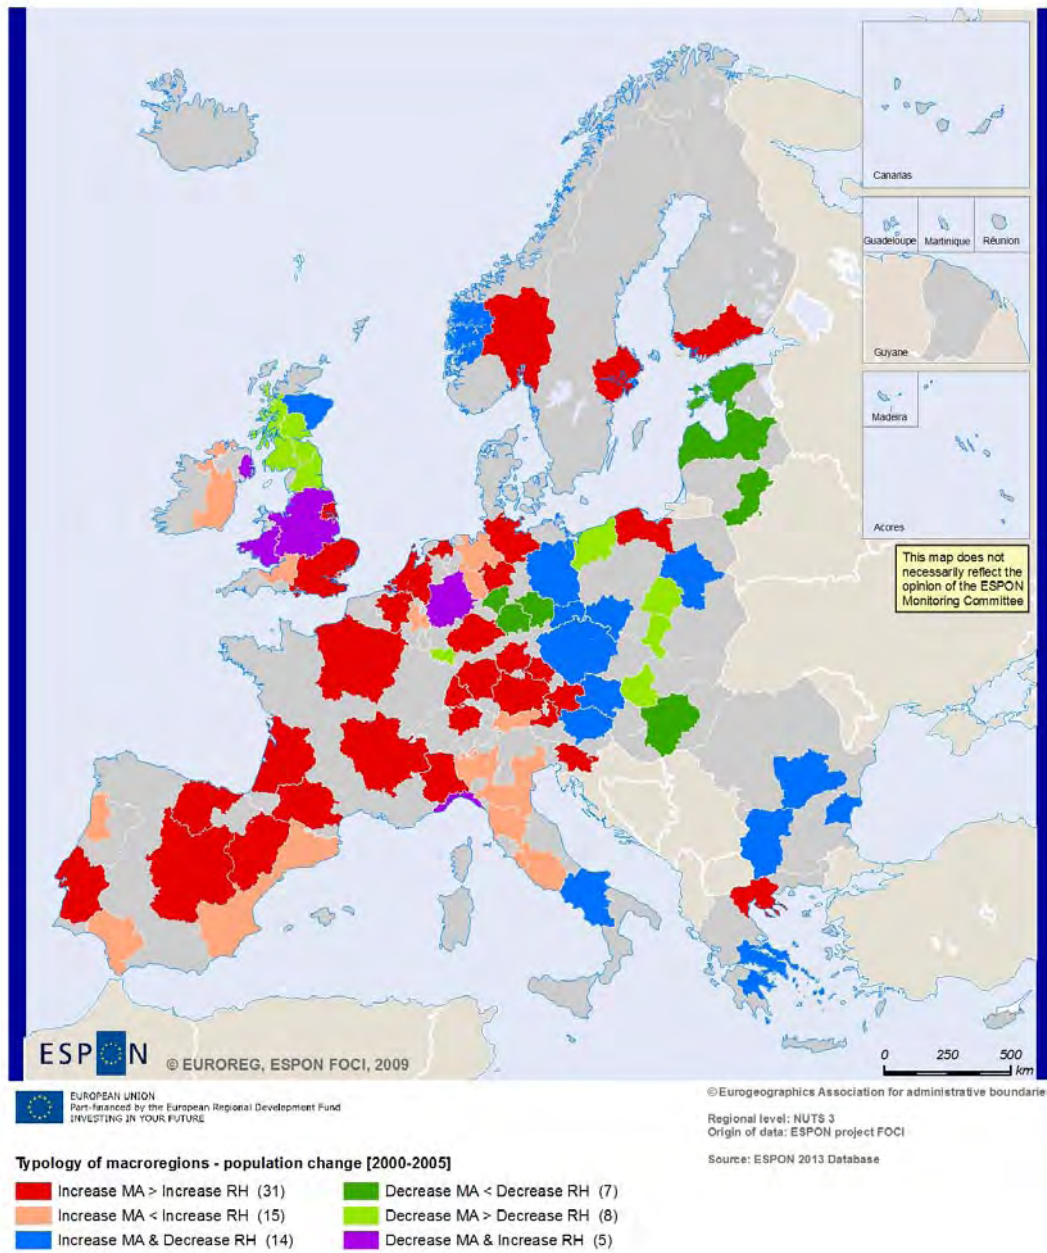 Canarias
Guadeloupe Martinique Réunion
Guyane
Madeira
Acores
This map does not
necessarily reflect the
opinion of the ESPON
Monitoring Committee
ESPON
© EUROREG, ESPON FOCI, 2009
0 250 500
km
EUROPEAN UNION
Part-financed by the European Regional Development Fund
INVESTING IN YOUR FUTURE
© Eurogeographics Association for administrative boundarie
Regional level: NUTS 3
Origin of data: ESPON project FOCI
Source: ESPON 2013 Database
Typology of macroregions - population change [2000-2005]
Increase MA > Increase RH (31)
Increase MA < Increase RH (15)
Increase MA & Decrease RH (14)
Decrease MA < Decrease RH (7)
Decrease MA > Decrease RH (8)
Decrease MA & Increase RH (5)